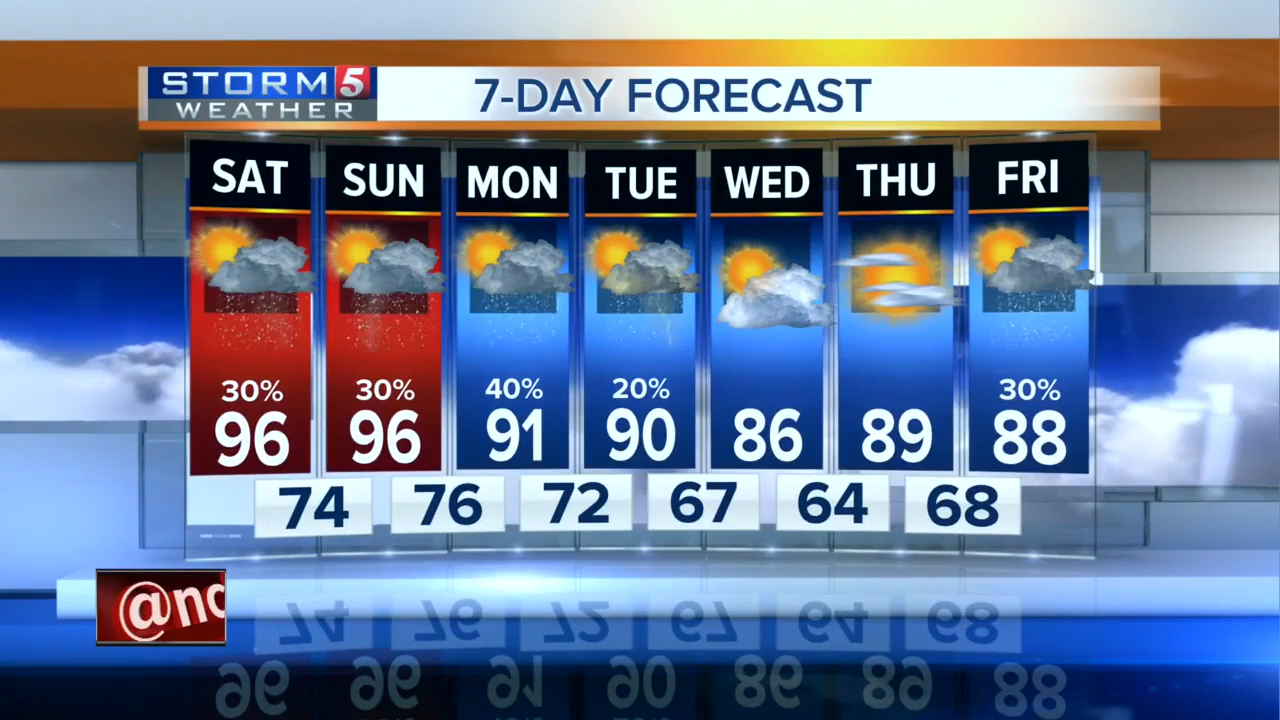 STORM 5
WEATHER
7-DAY FORECAST
SAT SUN MON TUE WED THU FRI
30% 30% 40% 20% 30%
96 96 91 90 86 89 88
74 76 72 67 64 68
@nc